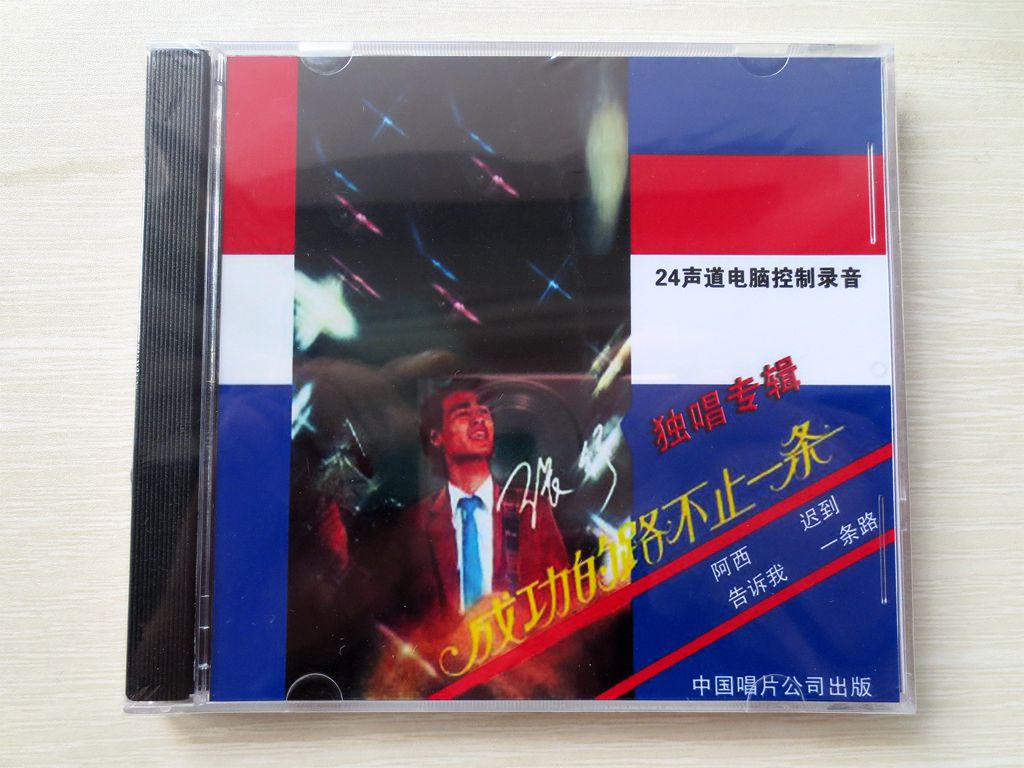 24声道电脑控制录音
独唱专辑
张
成功的路不止一条
阿西 迟到
告诉我 一条路
中国唱片公司出版